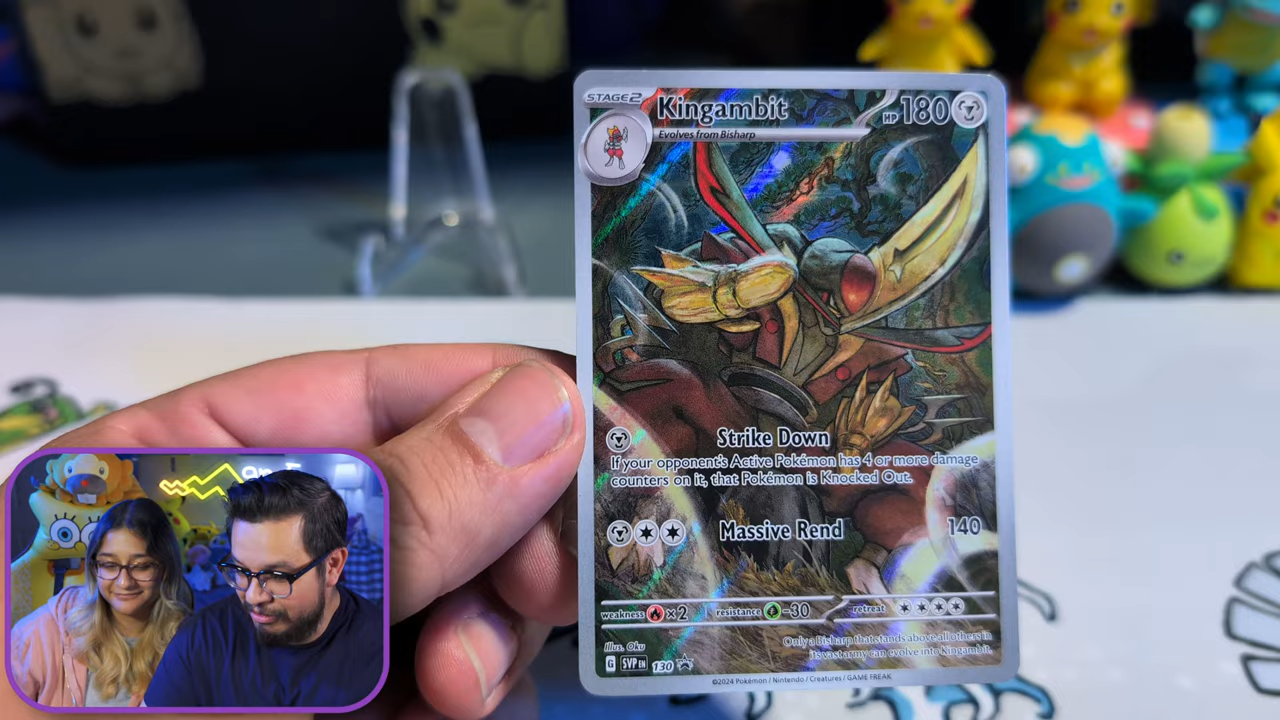 STAGE2
Kingambit
HP 180
Evolves from Bisharp
Strike Down
If your opponent's Active Pokémon has 4 or more damage
counters on it, that Pokémon is Knocked Out.
Massive Rend 140
weakness ×2 resistance -30 retreat
Only a Bisharp that stands above all others in
its vast army can evolve into Kingambit.
Illus. Oku
G SVP EN 130
©2024 Pokémon / Nintendo / Creatures / GAME FREAK